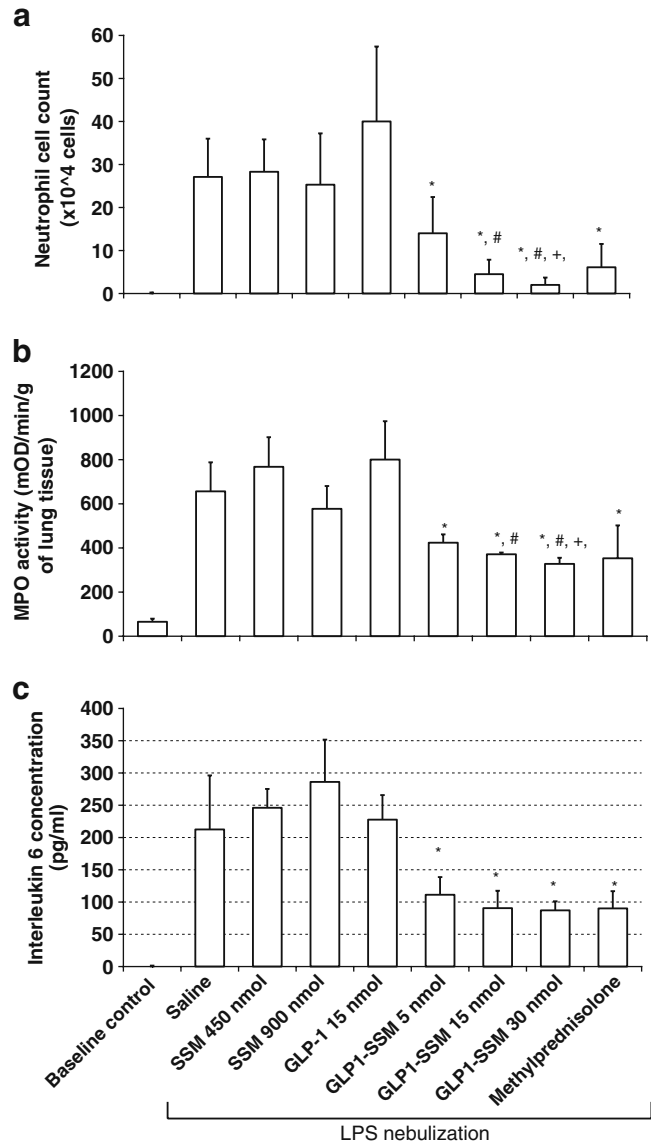 a
Neutrophil cell count
(x10^4 cells)
60
50
40
30
20
10
0
*
*, #
*, #, +,
*
b
MPO activity (mOD/min/g
of lung tissue)
1200
1000
800
600
400
200
0
*
*, #
*, #, +,
*
c
Interleukin 6 concentration
(pg/ml)
400
350
300
250
200
150
100
50
0
*
*
*
*
Baseline control
Saline
SSM 450 nmol
SSM 900 nmol
GLP-1 15 nmol
GLP1-SSM 5 nmol
GLP1-SSM 15 nmol
GLP1-SSM 30 nmol
Methylprednisolone
LPS nebulization